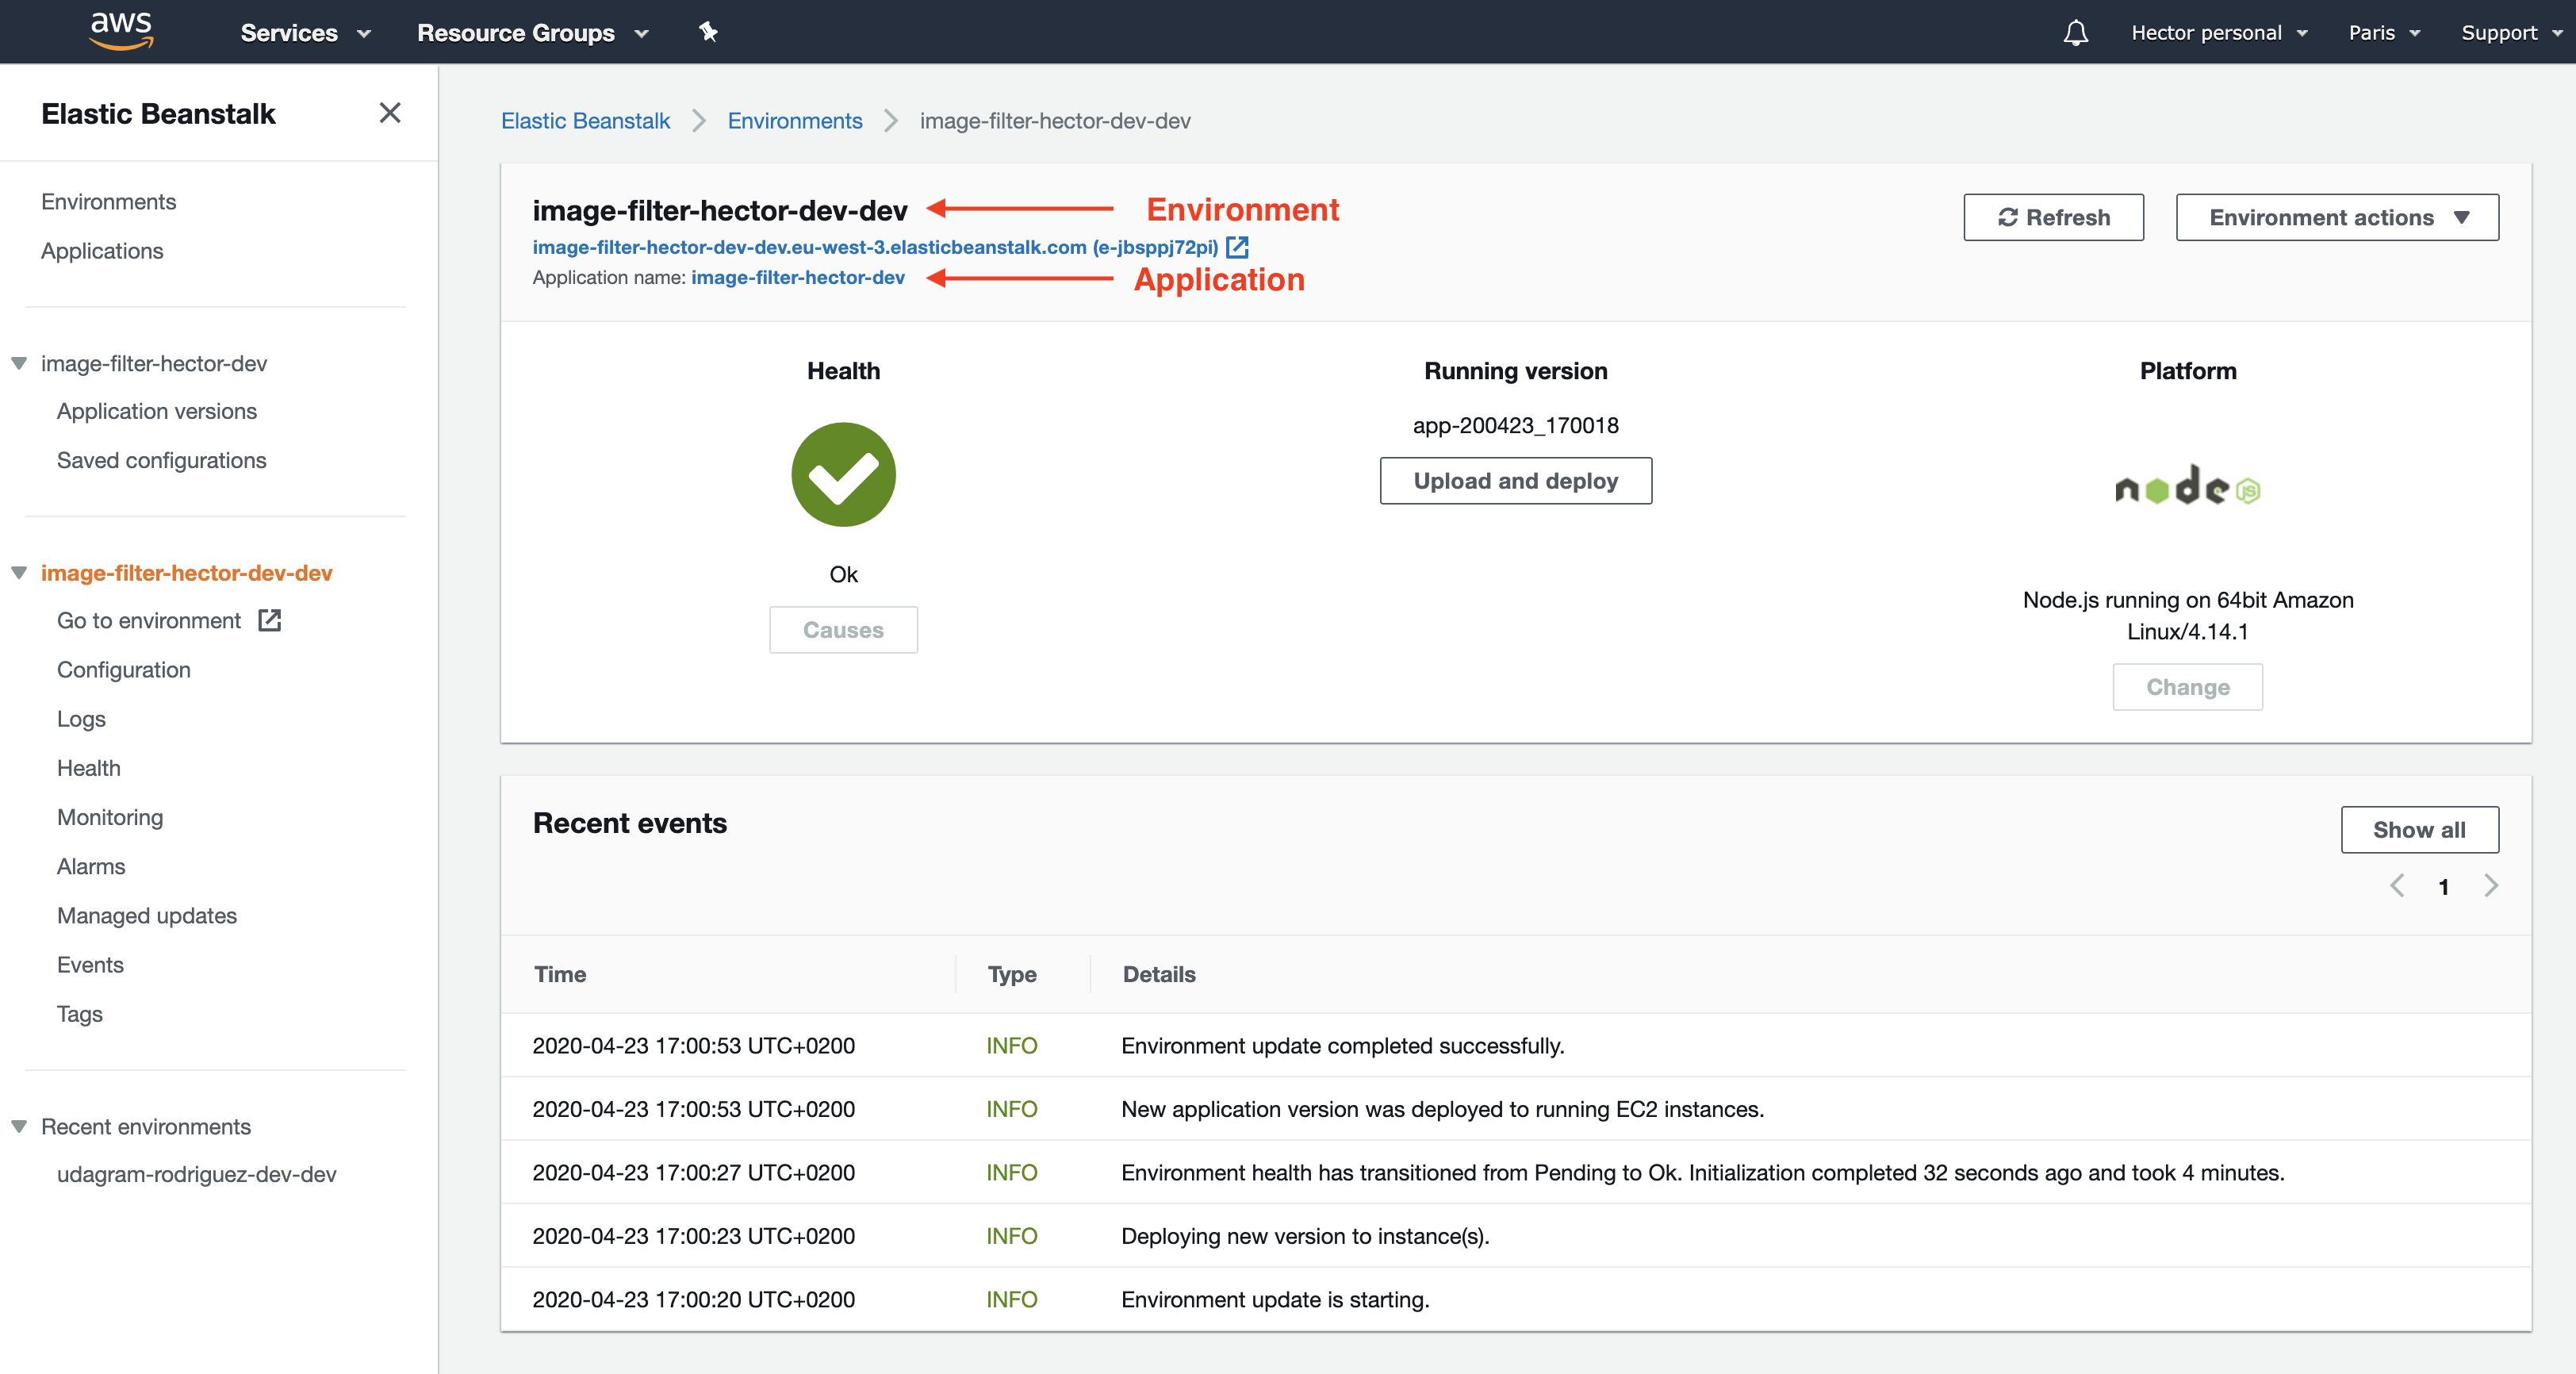 aws Services Resource Groups Hector personal Paris Support
Elastic Beanstalk
Environments
Applications
image-filter-hector-dev
Application versions
Saved configurations
image-filter-hector-dev-dev
Go to environment
Configuration
Logs
Health
Monitoring
Alarms
Managed updates
Events
Tags
Recent environments
udagram-rodriguez-dev-dev
Elastic Beanstalk Environments image-filter-hector-dev-dev
image-filter-hector-dev-dev Environment
image-filter-hector-dev-dev.eu-west-3.elasticbeanstalk.com (e-jbsppj72pi)
Application name: image-filter-hector-dev Application
Refresh Environment actions
Health
Ok
Causes
Running version
app-200423_170018
Upload and deploy
Platform
node JS
Node.js running on 64bit Amazon
Linux/4.14.1
Change
Recent events
Show all
1
Time Type Details
2020-04-23 17:00:53 UTC+0200 INFO Environment update completed successfully.
2020-04-23 17:00:53 UTC+0200 INFO New application version was deployed to running EC2 instances.
2020-04-23 17:00:27 UTC+0200 INFO Environment health has transitioned from Pending to Ok. Initialization completed 32 seconds ago and took 4 minutes.
2020-04-23 17:00:23 UTC+0200 INFO Deploying new version to instance(s).
2020-04-23 17:00:20 UTC+0200 INFO Environment update is starting.